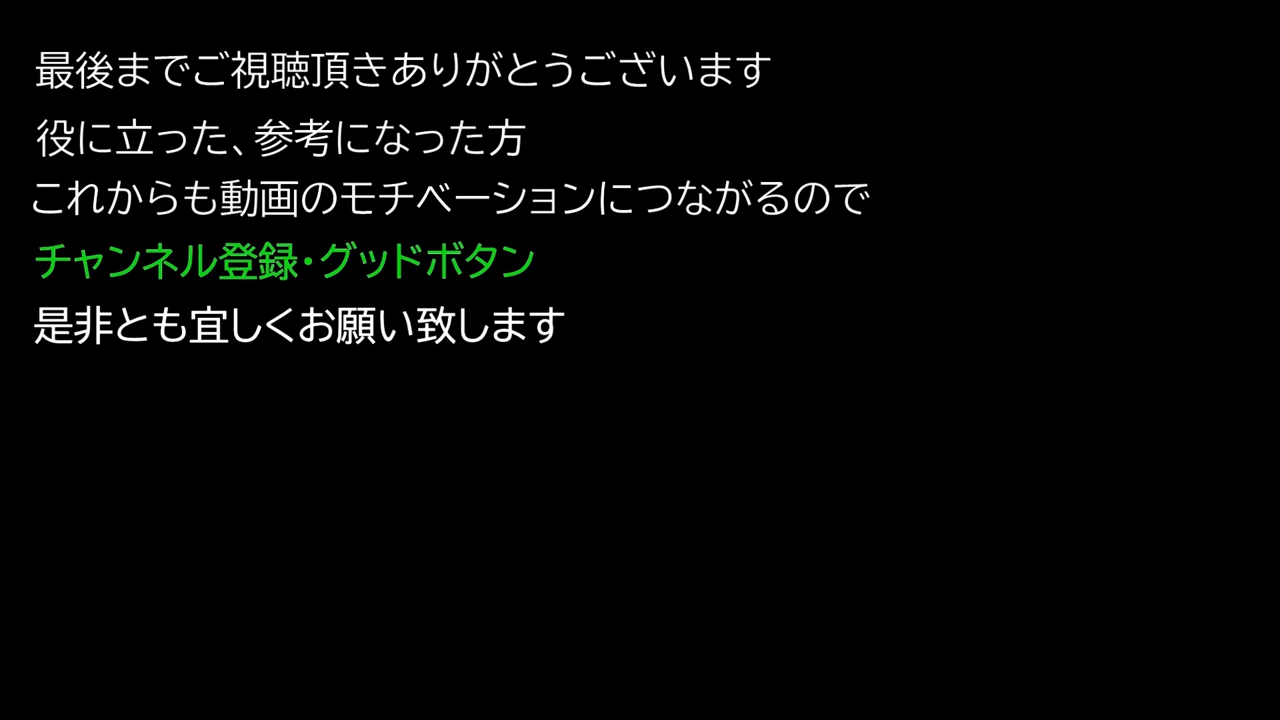 最後までご視聴頂きありがとうございます
役に立った、参考になった方
これからも動画のモチベーションにつながるので
チャンネル登録・グッドボタン
是非とも宜しくお願い致します